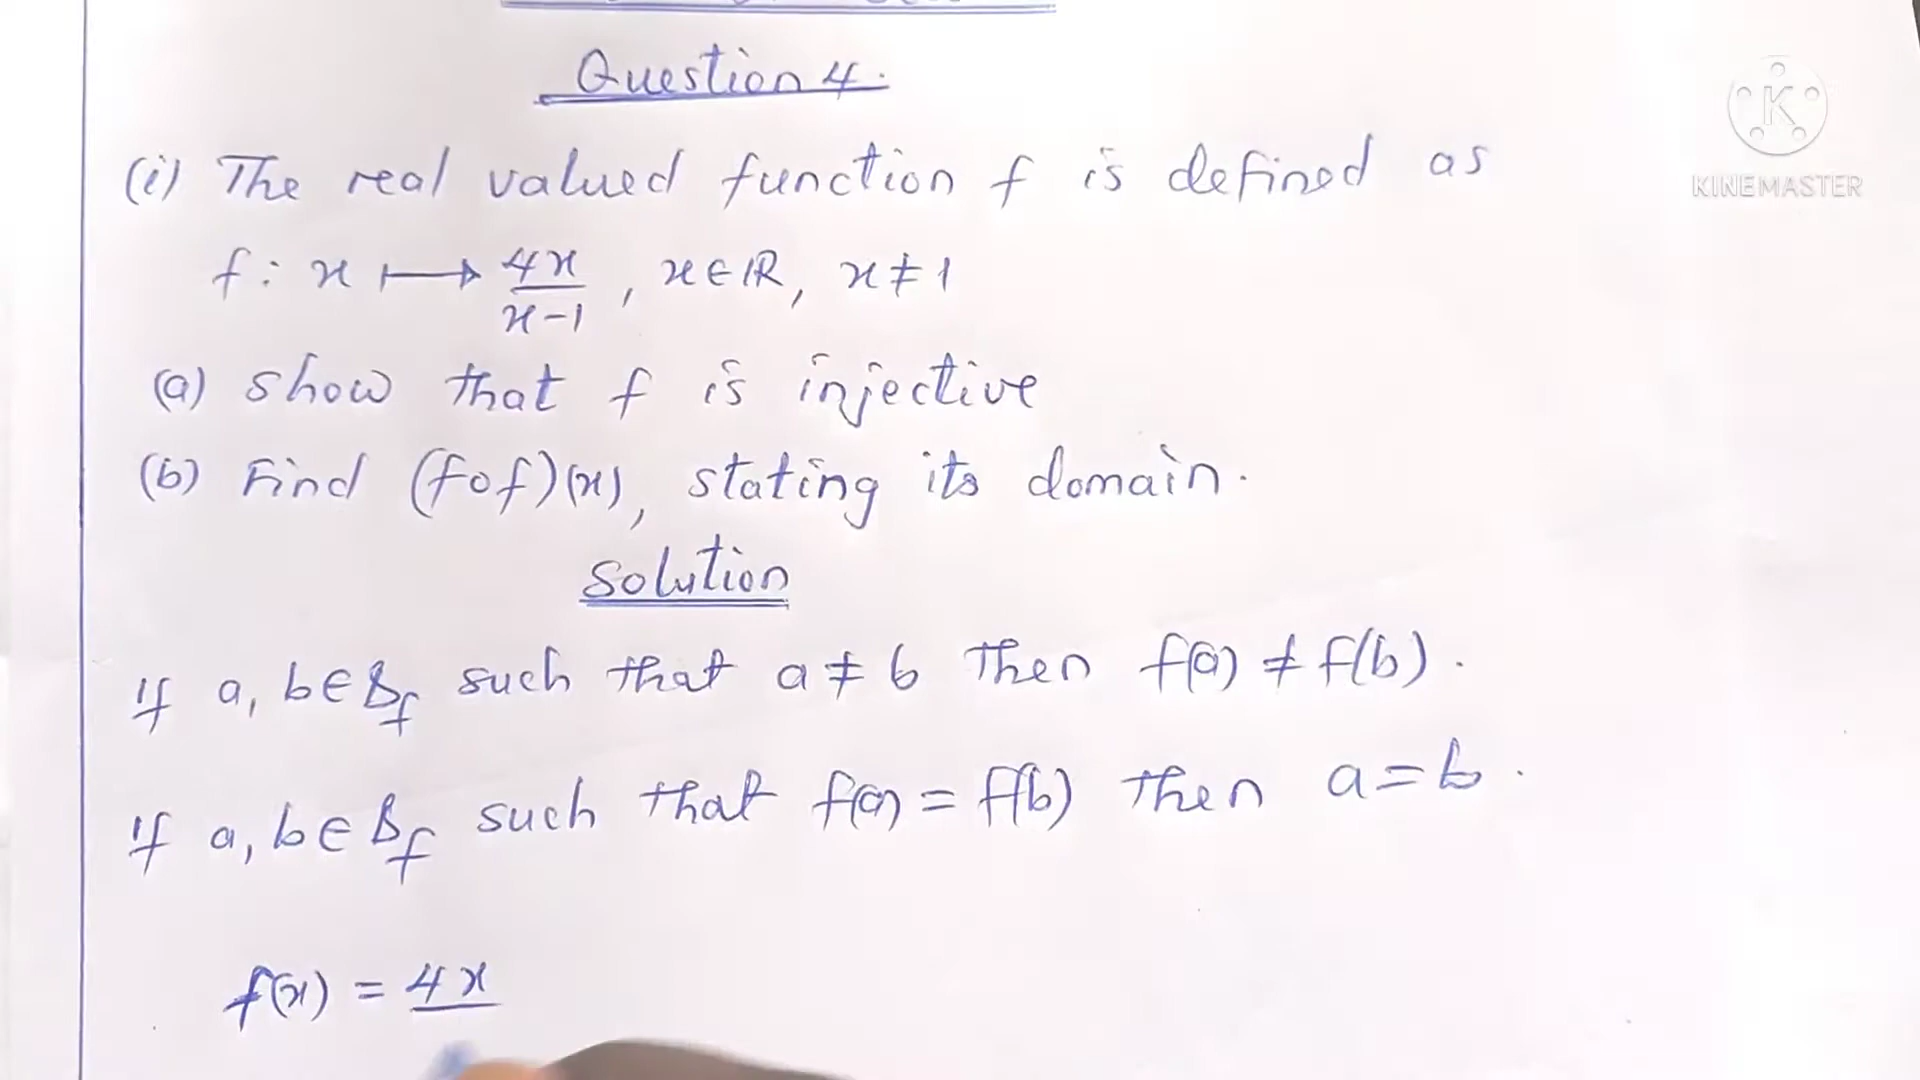 Question 4.
(i) The real valued function f is defined as
f: x ↦ 4x/x-1, x∈ℝ, x≠1
(a) show that f is injective
(b) Find (fof)(x), stating its domain.
Solution
If a, b∈ D_f such that a≠b then f(a) ≠ f(b).
If a, b∈ D_f such that f(a) = f(b) then a=b.
f(x) = 4x
K
KINEMASTER